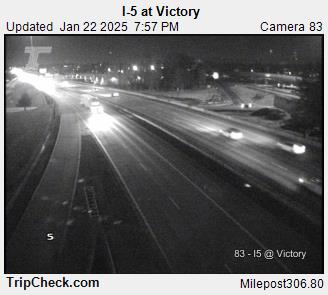 I-5 at Victory
Updated Jan 22 2025 7:57 PM Camera 83
S
83 - I5 @ Victory
TripCheck.com Milepost306.80